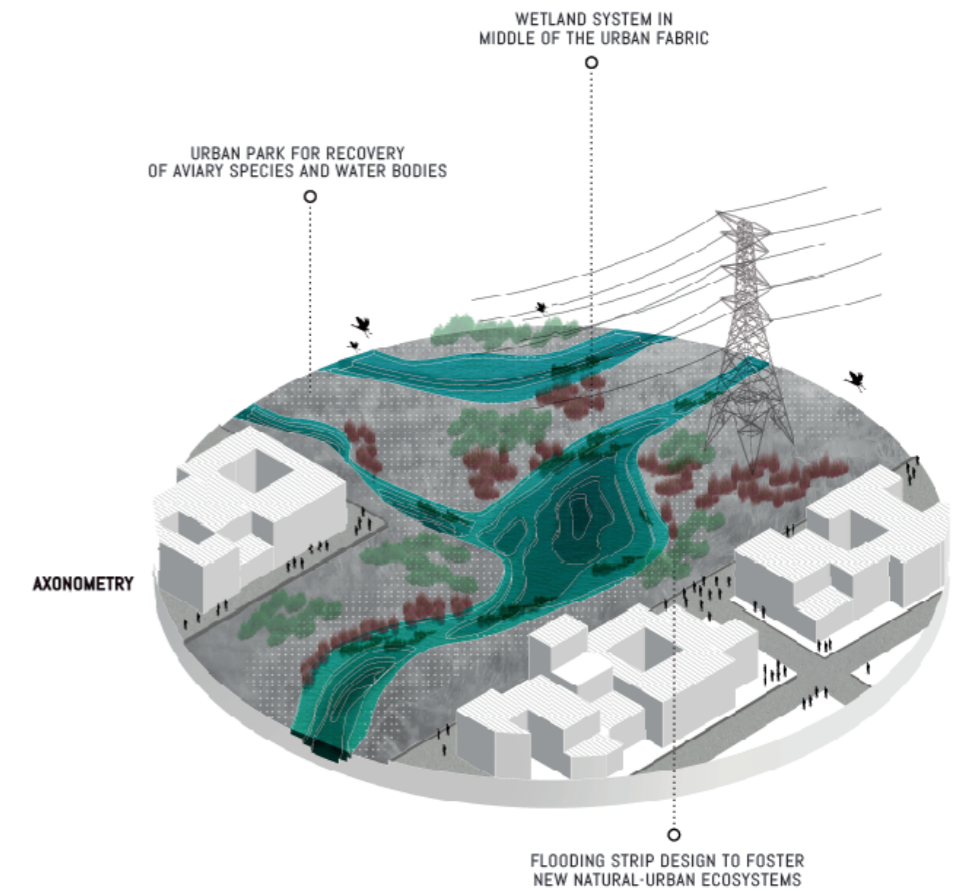 WETLAND SYSTEM IN
MIDDLE OF THE URBAN FABRIC
URBAN PARK FOR RECOVERY
OF AVIARY SPECIES AND WATER BODIES
AXONOMETRY
FLOODING STRIP DESIGN TO FOSTER
NEW NATURAL-URBAN ECOSYSTEMS